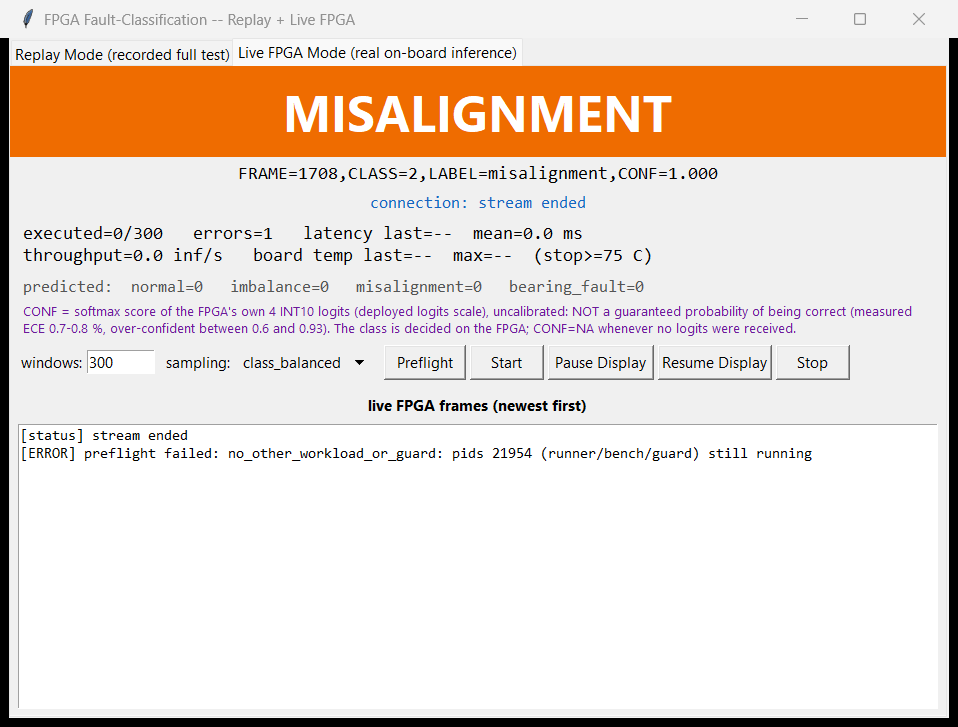 FPGA Fault-Classification -- Replay + Live FPGA
Replay Mode (recorded full test) Live FPGA Mode (real on-board inference)
MISALIGNMENT
FRAME=1708,CLASS=2,LABEL=misalignment,CONF=1.000
connection: stream ended
executed=0/300 errors=1 latency last=-- mean=0.0 ms
throughput=0.0 inf/s board temp last=-- max=-- (stop>=75 C)
predicted: normal=0 imbalance=0 misalignment=0 bearing_fault=0
CONF = softmax score of the FPGA's own 4 INT10 logits (deployed logits scale), uncalibrated: NOT a guaranteed probability of being correct (measured
ECE 0.7-0.8 %, over-confident between 0.6 and 0.93). The class is decided on the FPGA; CONF=NA whenever no logits were received.
windows: 300 sampling: class_balanced Preflight Start Pause Display Resume Display Stop
live FPGA frames (newest first)
[status] stream ended
[ERROR] preflight failed: no_other_workload_or_guard: pids 21954 (runner/bench/guard) still running